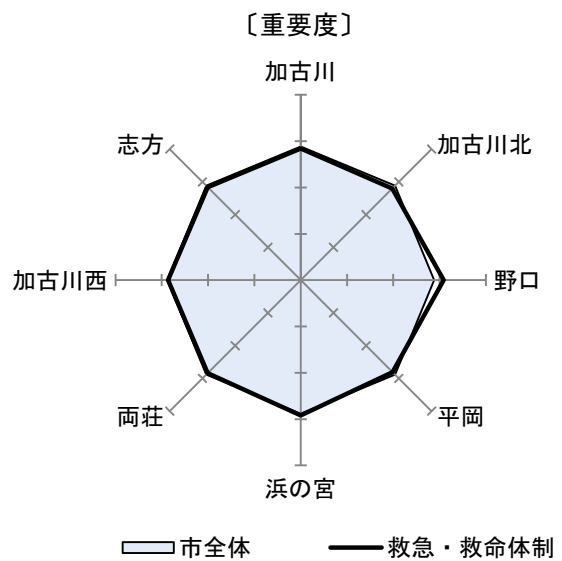 〔重要度〕
加古川
志方
加古川北
加古川西
野口
両荘
平岡
浜の宮
市全体
救急・救命体制